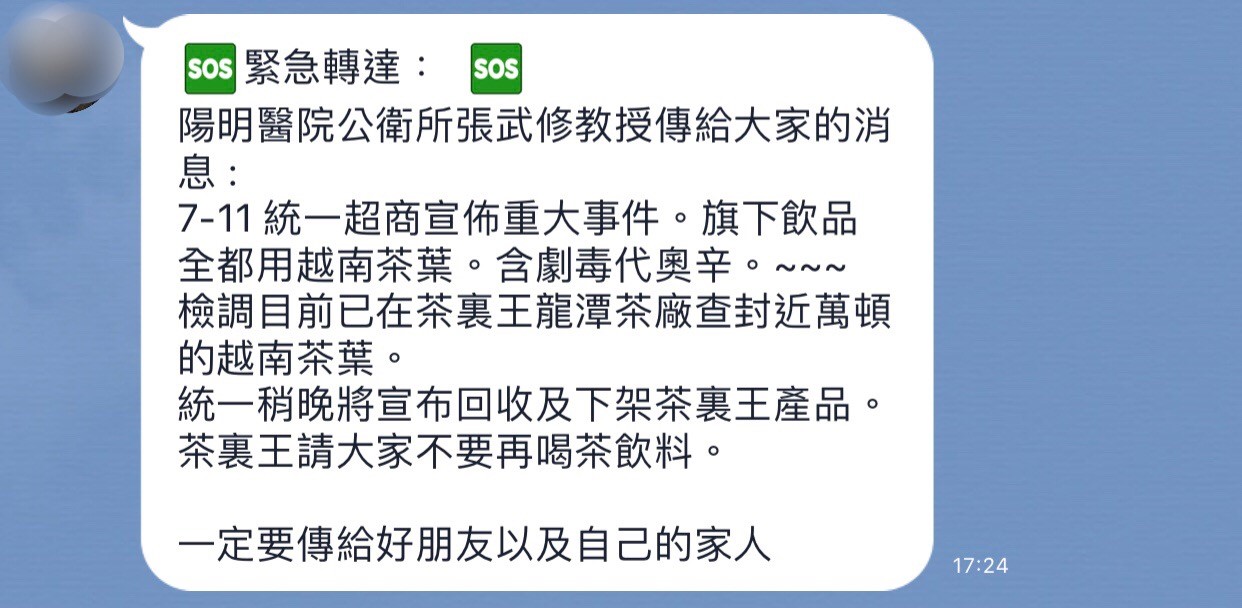 SOS 緊急轉達： SOS
陽明醫院公衛所張武修教授傳給大家的消
息：
7-11 統一超商宣佈重大事件。旗下飲品
全都用越南茶葉。含劇毒代奧辛。~~~
檢調目前已在茶裏王龍潭茶廠查封近萬頓
的越南茶葉。
統一稍晚將宣布回收及下架茶裏王產品。
茶裏王請大家不要再喝茶飲料。
一定要傳給好朋友以及自己的家人
17:24